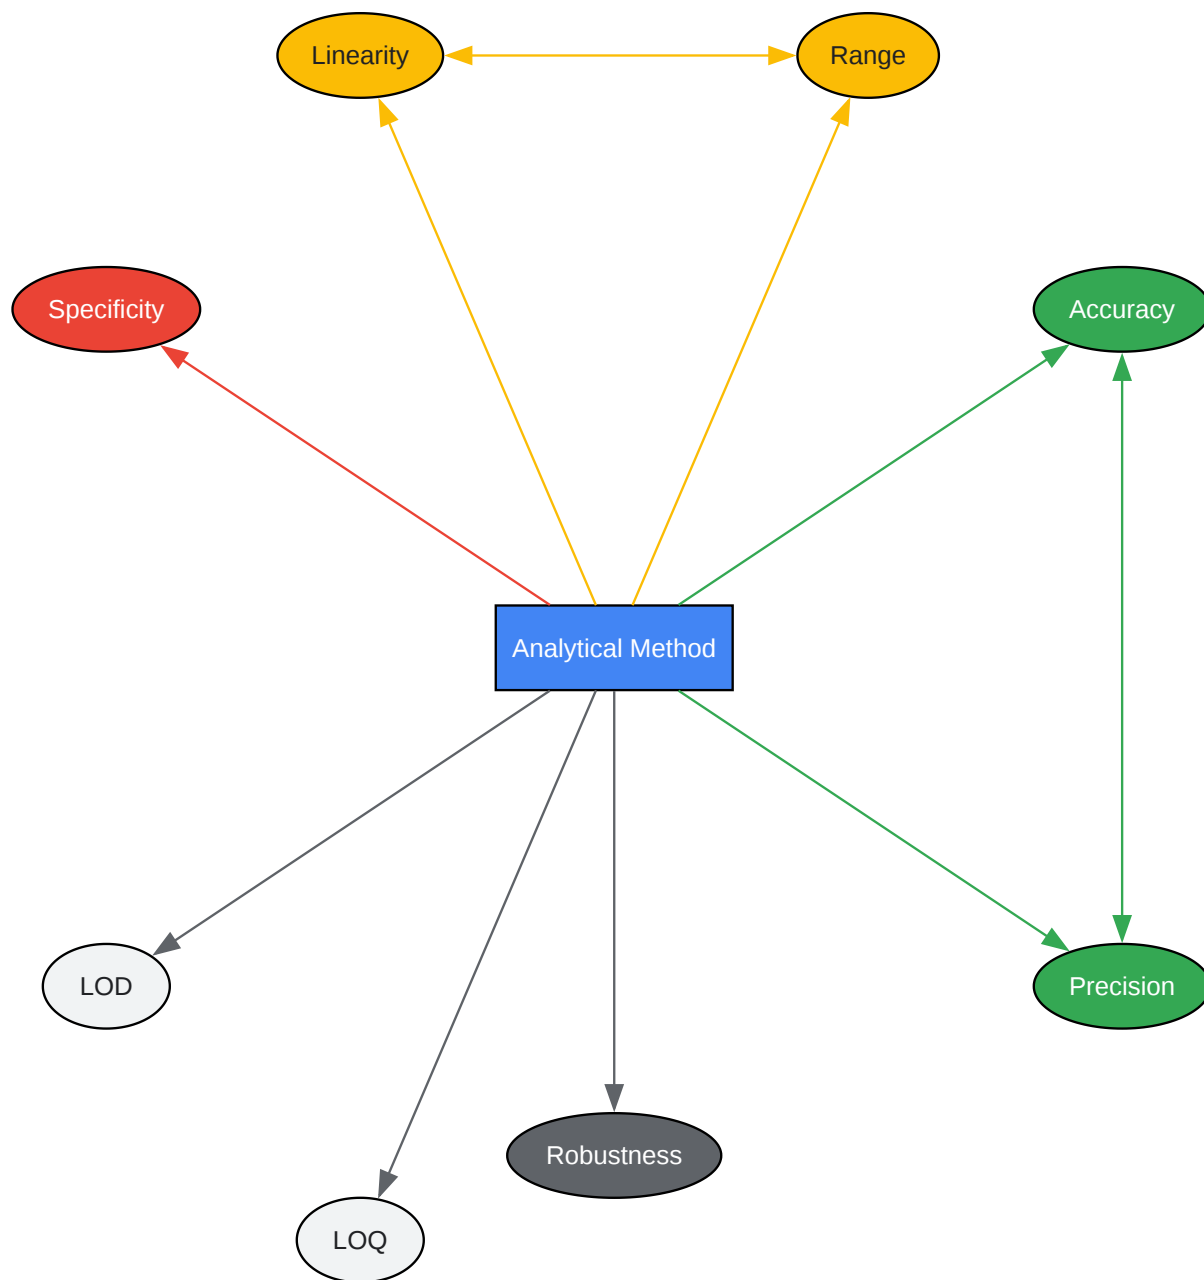 Linearity
Range
Specificity
Accuracy
Analytical Method
LOD
Precision
Robustness
LOQ